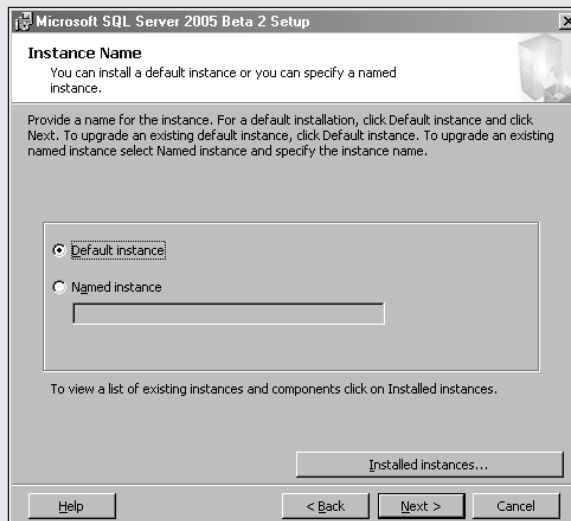 Microsoft SQL Server 2005 Beta 2 Setup
Instance Name
You can install a default instance or you can specify a named
instance.
Provide a name for the instance. For a default installation, click Default instance and click
Next. To upgrade an existing default instance, click Default instance. To upgrade an existing
named instance select Named instance and specify the instance name.
Default instance
Named instance
To view a list of existing instances and components click on Installed instances.
Installed instances...
Help
< Back
Next >
Cancel